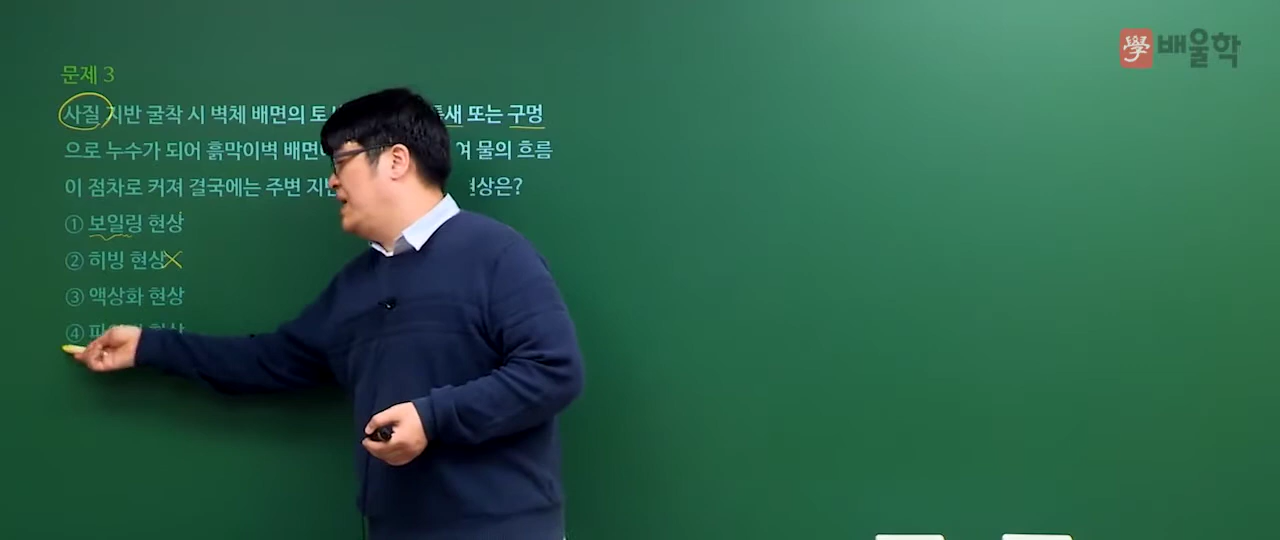 學 배울학
문제 3
사질 지반 굴착 시 벽체 배면의 토 틈새 또는 구멍
으로 누수가 되어 흙막이벽 배면 여 물의 흐름
이 점차로 커져 결국에는 주변 지반 현상은?
① 보일링 현상
② 히빙 현상
③ 액상화 현상
④ 현상